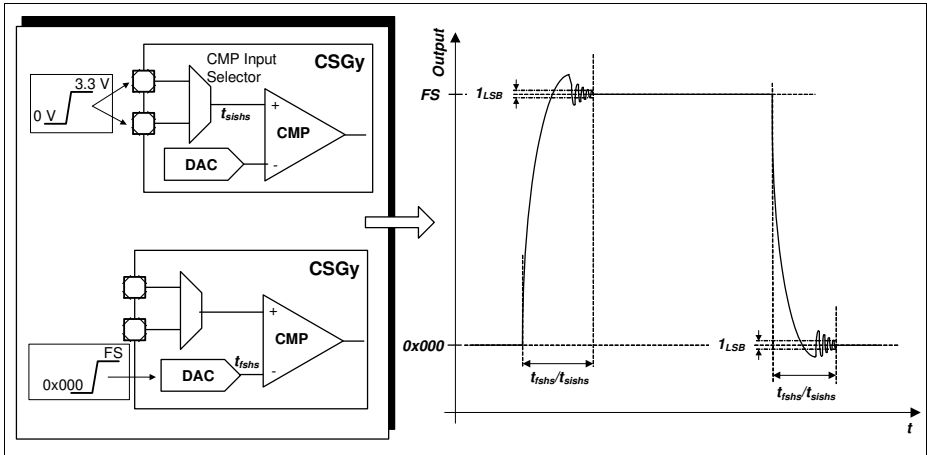 CSGy
CMP Input
Selector
3.3 V
0 V
t_sishs
+
CMP
DAC
-
CSGy
+
CMP
FS
0x000
t_fshs
DAC
-
Output
FS
1_LSB
0x000
1_LSB
t_fshs/t_sishs
t_fshs/t_sishs
t